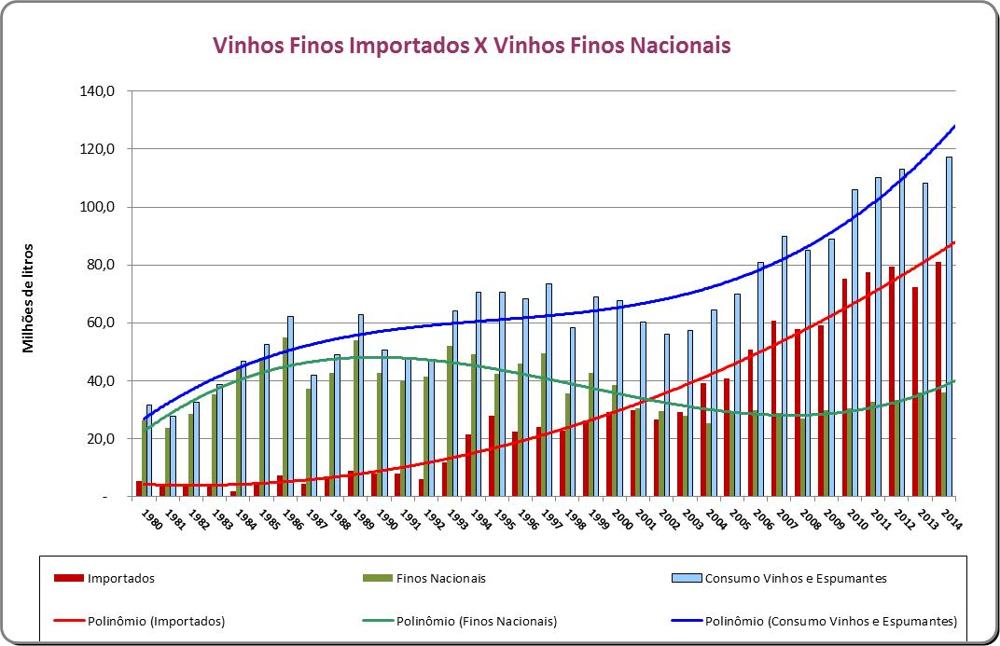 Vinhos Finos Importados X Vinhos Finos Nacionais
Milhões de litros
140,0
120,0
100,0
80,0
60,0
40,0
20,0
-
1980 1981 1982 1983 1984 1985 1986 1987 1988 1989 1990 1991 1992 1993 1994 1995 1996 1997 1998 1999 2000 2001 2002 2003 2004 2005 2006 2007 2008 2009 2010 2011 2012 2013 2014
Importados Finos Nacionais Consumo Vinhos e Espumantes
Polinômio (Importados) Polinômio (Finos Nacionais) Polinômio (Consumo Vinhos e Espumantes)